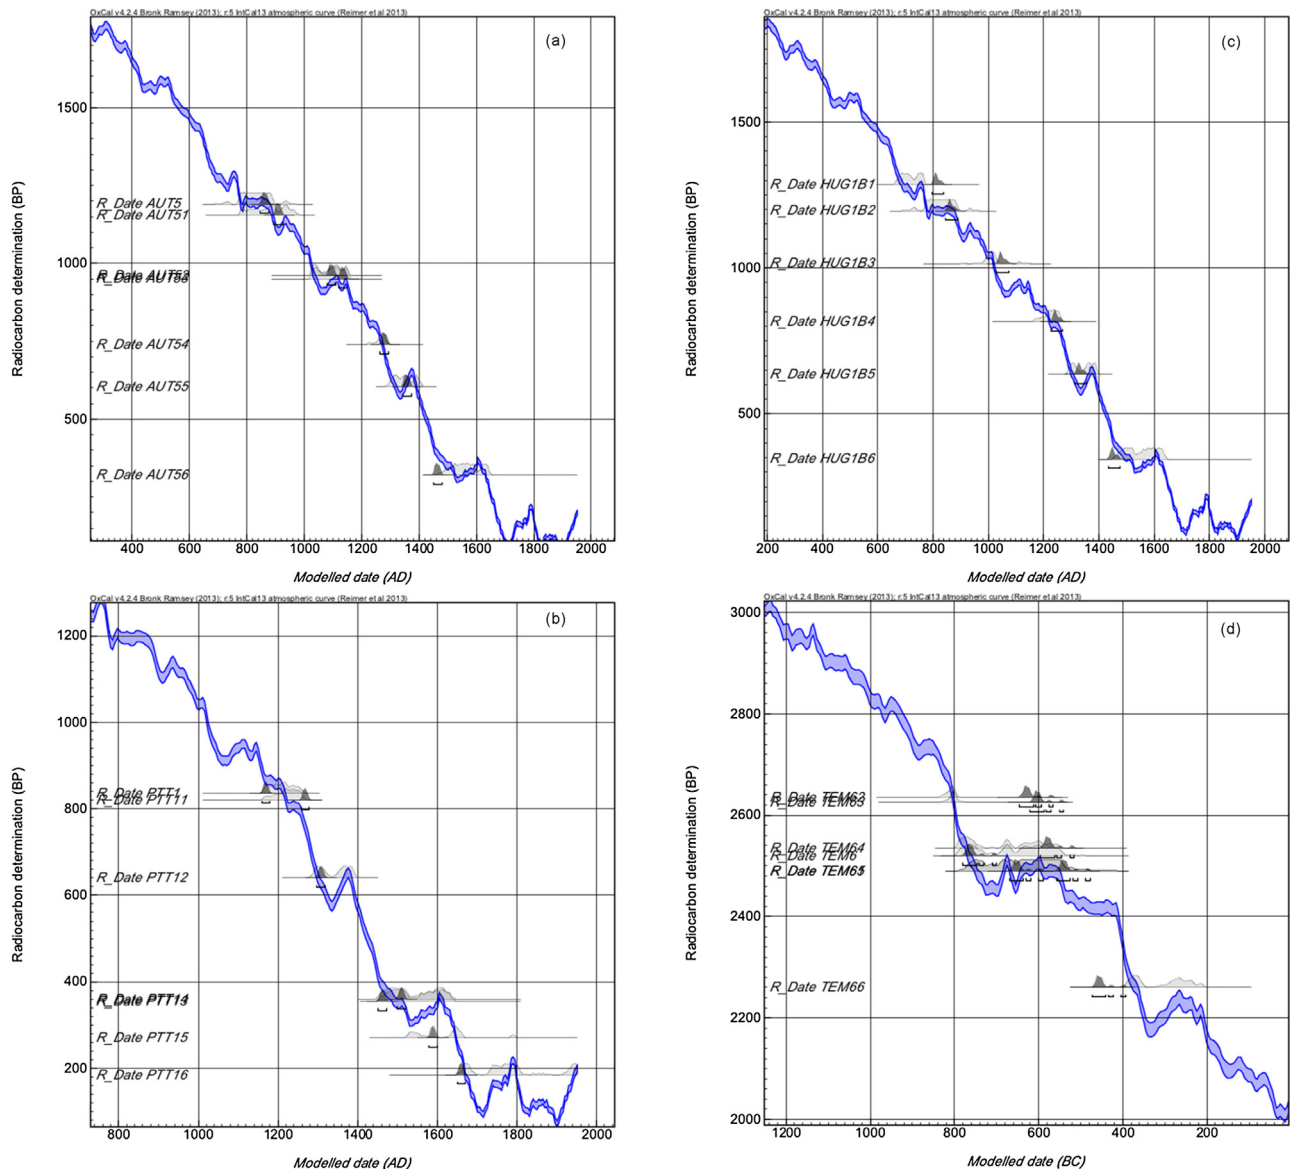 OxCal v4.2.4 Bronk Ramsey (2013); r:5 IntCal13 atmospheric curve (Reimer et al 2013)
(a)
Radiocarbon determination (BP)
1500
1000
500
R_Date AUT5
R_Date AUT51
R_Date AUT53
R_Date AUT54
R_Date AUT55
R_Date AUT56
400 600 800 1000 1200 1400 1600 1800 2000
Modelled date (AD)
OxCal v4.2.4 Bronk Ramsey (2013); r:5 IntCal13 atmospheric curve (Reimer et al 2013)
(c)
Radiocarbon determination (BP)
1500
1000
500
R_Date HUG1B1
R_Date HUG1B2
R_Date HUG1B3
R_Date HUG1B4
R_Date HUG1B5
R_Date HUG1B6
200 400 600 800 1000 1200 1400 1600 1800 2000
Modelled date (AD)
OxCal v4.2.4 Bronk Ramsey (2013); r:5 IntCal13 atmospheric curve (Reimer et al 2013)
(b)
Radiocarbon determination (BP)
1200
1000
800
600
400
200
R_Date PTT1
R_Date PTT11
R_Date PTT12
R_Date PTT13
R_Date PTT15
R_Date PTT16
800 1000 1200 1400 1600 1800 2000
Modelled date (AD)
OxCal v4.2.4 Bronk Ramsey (2013); r:5 IntCal13 atmospheric curve (Reimer et al 2013)
(d)
Radiocarbon determination (BP)
3000
2800
2600
2400
2200
2000
R_Date TEM63
R_Date TEM64
R_Date TEM6
R_Date TEM65
R_Date TEM66
1200 1000 800 600 400 200
Modelled date (BC)